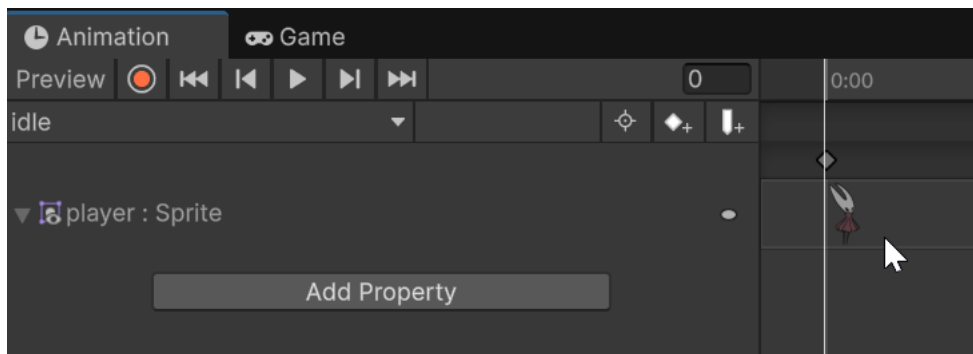 Animation
Game
Preview
0
0:00
idle
player : Sprite
Add Property